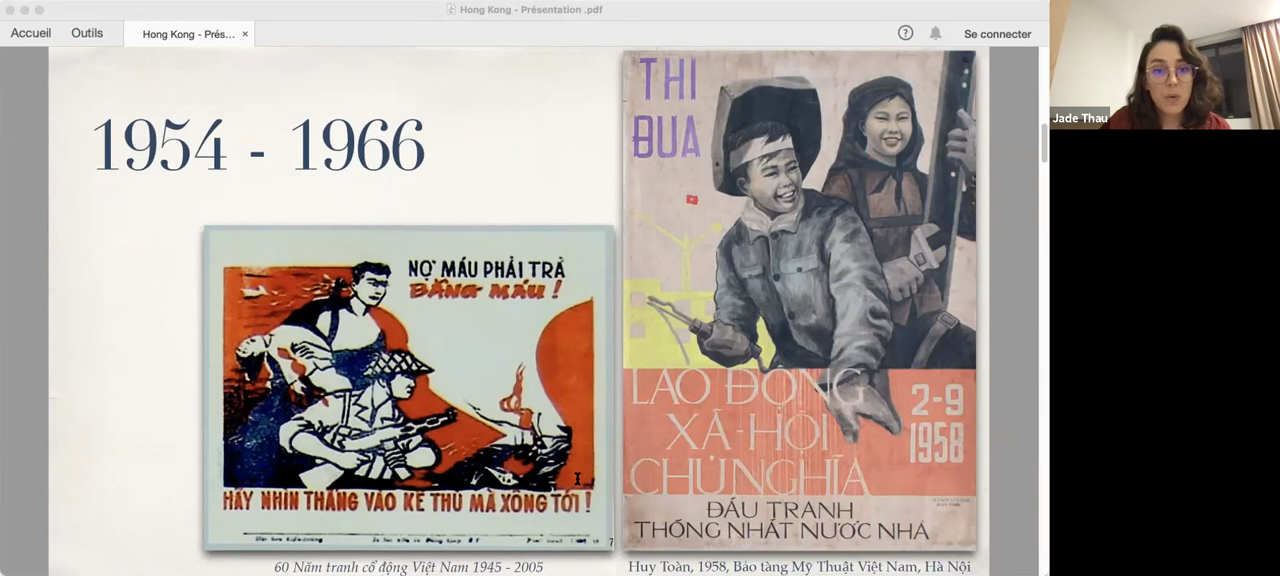 Hong Kong - Présentation .pdf
Accueil
Outils
Hong Kong - Prés...
Se connecter
Jade Thau
1954 - 1966
NỢ MÁU PHẢI TRẢ
BẰNG MÁU !
HÃY NHÌN THẲNG VÀO KẺ THÙ MÀ XÔNG TỚI !
7
60 Năm tranh cổ động Việt Nam 1945 - 2005
THI
ĐUA
LAO ĐỘNG
XÃ-HỘI
CHỦ NGHĨA
2-9
1958
ĐẤU TRANH
THỐNG NHẤT NƯỚC NHÀ
Huy Toàn, 1958, Bảo tàng Mỹ Thuật Việt Nam, Hà Nội